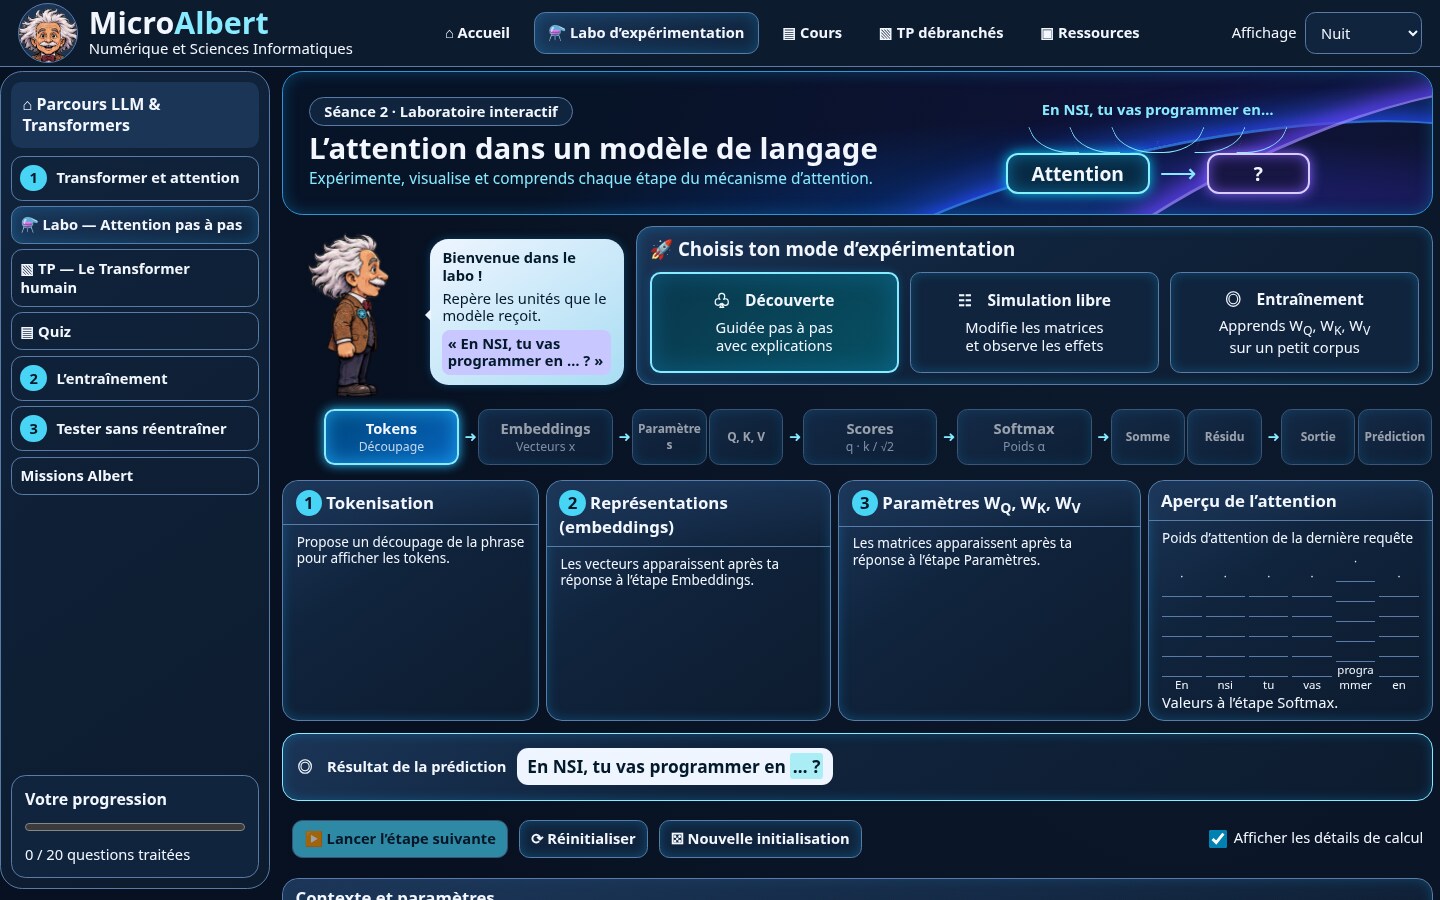 MicroAlbert
Numérique et Sciences Informatiques
⌂ Accueil
⚗️ Labo d’expérimentation
▤ Cours
▧ TP débranchés
▣ Ressources
Affichage
Nuit
⌂ Parcours LLM &
Transformers
1 Transformer et attention
⚗️ Labo — Attention pas à pas
▧ TP — Le Transformer
humain
▤ Quiz
2 L’entraînement
3 Tester sans réentraîner
Missions Albert
Votre progression
0 / 20 questions traitées
Séance 2 · Laboratoire interactif
L’attention dans un modèle de langage
Expérimente, visualise et comprends chaque étape du mécanisme d’attention.
En NSI, tu vas programmer en…
Attention
?
Bienvenue dans le
labo !
Repère les unités que le
modèle reçoit.
« En NSI, tu vas
programmer en … ? »
🚀 Choisis ton mode d’expérimentation
♧ Découverte
Guidée pas à pas
avec explications
☷ Simulation libre
Modifie les matrices
et observe les effets
◎ Entraînement
Apprends WQ, WK, WV
sur un petit corpus
Tokens
Découpage
➜
Embeddings
Vecteurs x
➜
Paramètre
s
Q, K, V
➜
Scores
q · k / √2
➜
Softmax
Poids α
➜
Somme
Résidu
➜
Sortie
Prédiction
1 Tokenisation
Propose un découpage de la phrase
pour afficher les tokens.
2 Représentations
(embeddings)
Les vecteurs apparaissent après ta
réponse à l’étape Embeddings.
3 Paramètres WQ, WK, WV
Les matrices apparaissent après ta
réponse à l’étape Paramètres.
Aperçu de l’attention
Poids d’attention de la dernière requête
· · · · · ·
En nsi tu vas progra
mmer en
Valeurs à l’étape Softmax.
◎ Résultat de la prédiction
En NSI, tu vas programmer en … ?
▶️ Lancer l’étape suivante
⟳ Réinitialiser
⚄ Nouvelle initialisation
Afficher les détails de calcul
Contexte et paramètres